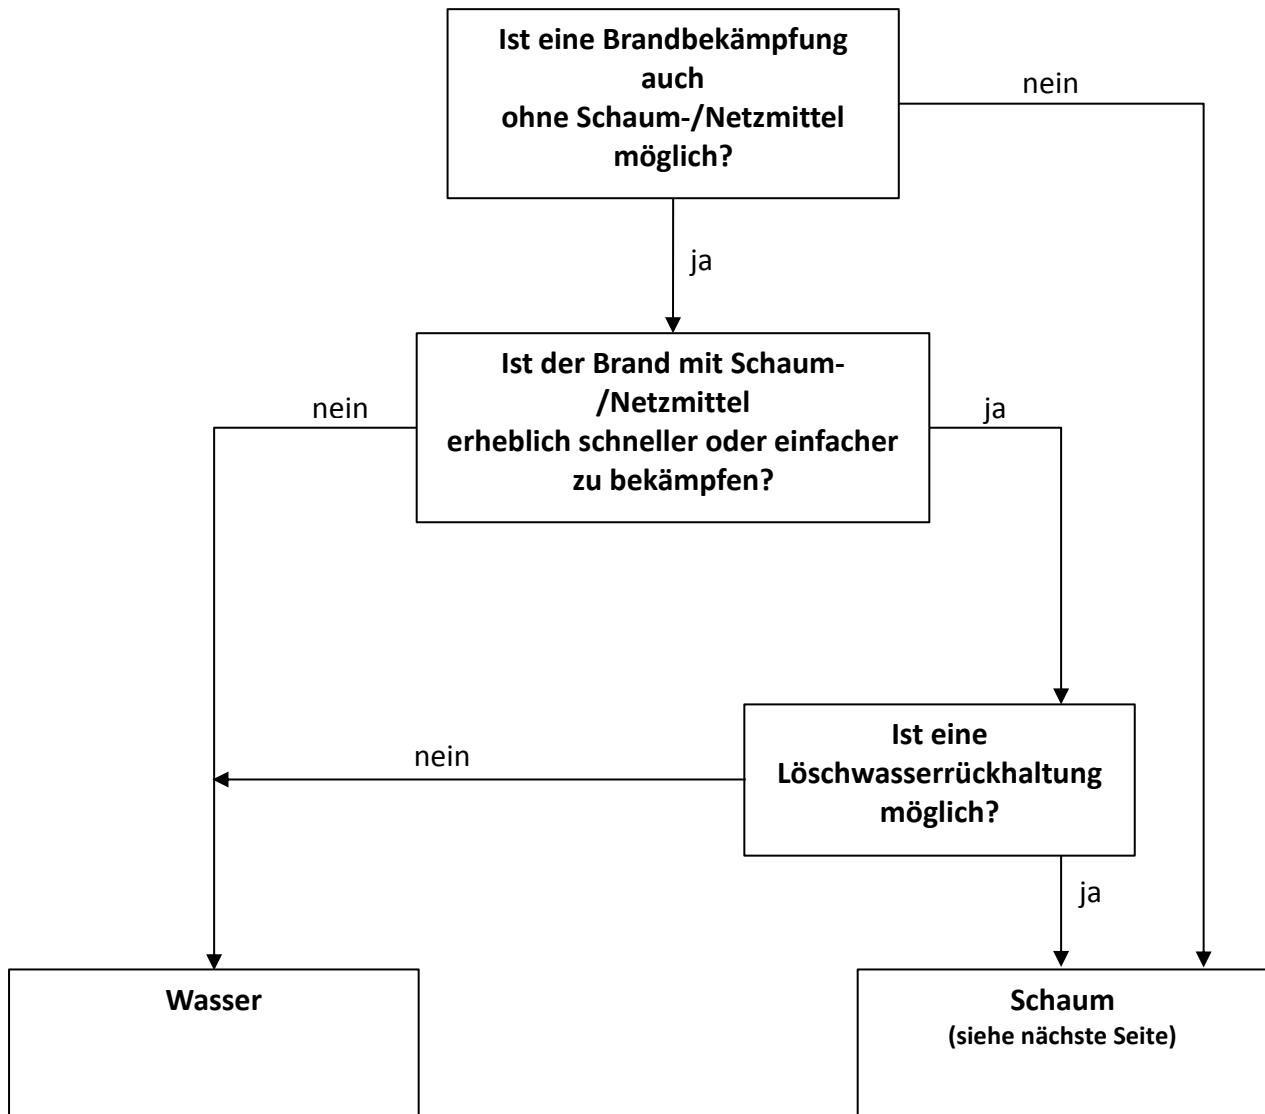 Ist eine Brandbekämpfung
auch
ohne Schaum-/Netzmittel
möglich?
nein
ja
Ist der Brand mit Schaum-
/Netzmittel
erheblich schneller oder einfacher
zu bekämpfen?
nein
ja
Ist eine
Löschwasserrückhaltung
möglich?
nein
ja
Wasser
Schaum
(siehe nächste Seite)